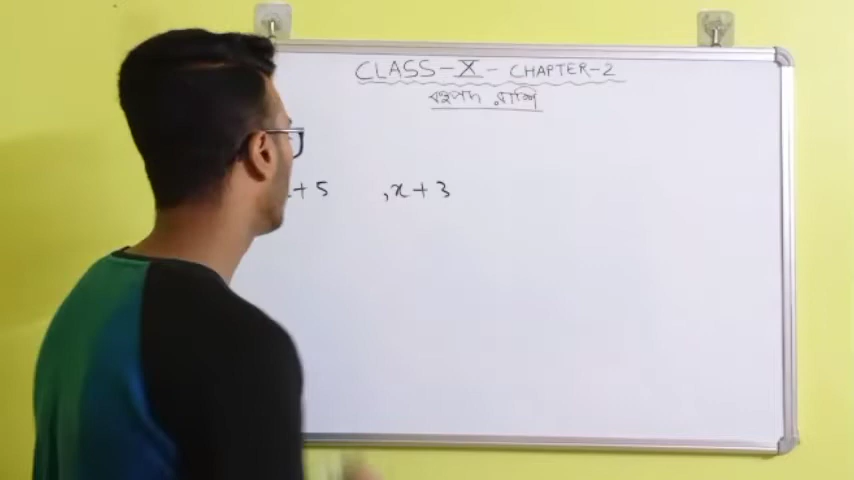 CLASS-X- CHAPTER-2
বহুপদ ৰাশি
+ 5 , x + 3